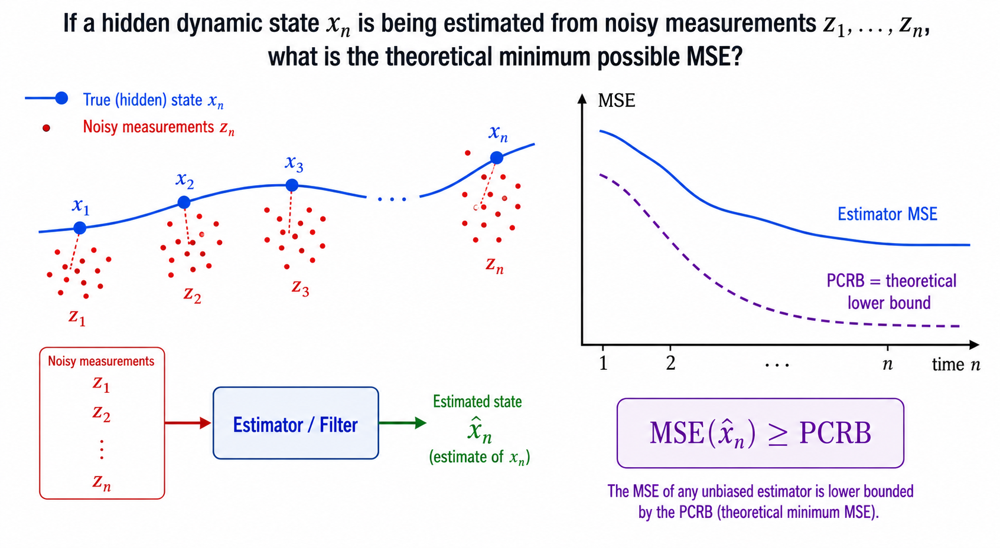 If a hidden dynamic state xₙ is being estimated from noisy measurements z₁, . . . , zₙ,
what is the theoretical minimum possible MSE?
True (hidden) state xₙ
Noisy measurements zₙ
x₁
x₂
x₃
. . .
xₙ
z₁
z₂
z₃
zₙ
MSE
Estimator MSE
PCRB = theoretical
lower bound
1
2
. . .
n
time n
Noisy measurements
z₁
z₂
⋮
zₙ
Estimator / Filter
Estimated state
x̂ₙ
(estimate of xₙ)
MSE(x̂ₙ) ≥ PCRB
The MSE of any unbiased estimator is lower bounded
by the PCRB (theoretical minimum MSE).